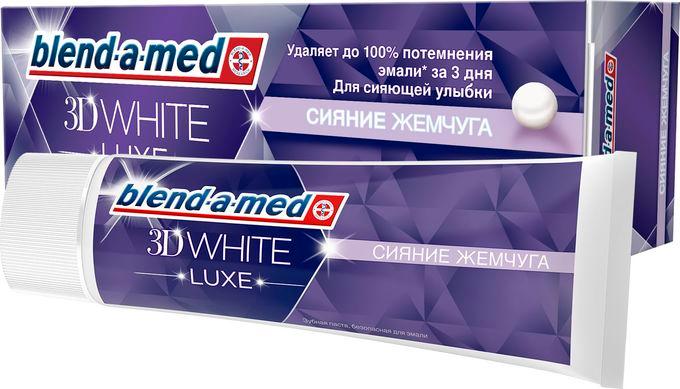 blend-a-med
Удаляет до 100% потемнения
эмали* за 3 дня
Для сияющей улыбки
3D WHITE
LUXE
СИЯНИЕ ЖЕМЧУГА
blend-a-med
3D WHITE
LUXE
СИЯНИЕ ЖЕМЧУГА
Зубная паста, безопасная для эмали
blend-a-med